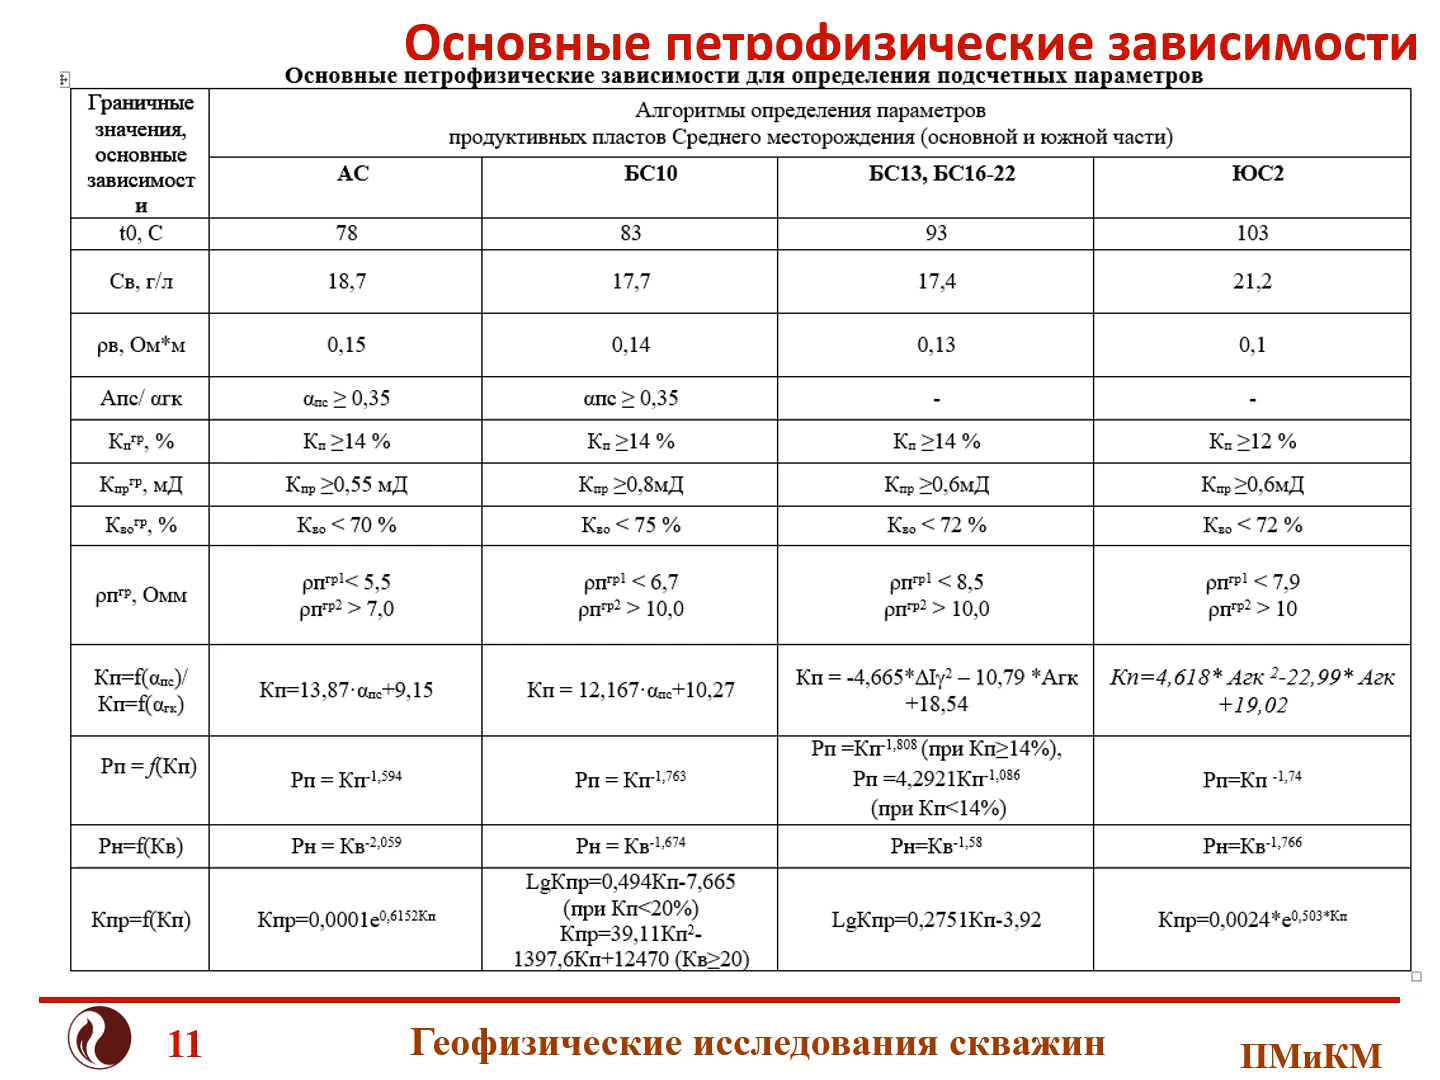 Основные петрофизические зависимости
Основные петрофизические зависимости для определения подсчетных параметров
Граничные
значения,
основные
зависимост
и
Алгоритмы определения параметров
продуктивных пластов Среднего месторождения (основной и южной части)
АС
БС10
БС13, БС16-22
ЮС2
t0, С
78
83
93
103
Св, г/л
18,7
17,7
17,4
21,2
ρв, Ом*м
0,15
0,14
0,13
0,1
Апс/ αгк
αпс ≥ 0,35
αпс ≥ 0,35
-
-
Кпгр, %
Кп ≥14 %
Кп ≥14 %
Кп ≥14 %
Кп ≥12 %
Кпргр, мД
Кпр ≥0,55 мД
Кпр ≥0,8мД
Кпр ≥0,6мД
Кпр ≥0,6мД
Квогр, %
Кво < 70 %
Кво < 75 %
Кво < 72 %
Кво < 72 %
ρпгр, Омм
ρпгр1< 5,5
ρпгр2 > 7,0
ρпгр1 < 6,7
ρпгр2 > 10,0
ρпгр1 < 8,5
ρпгр2 > 10,0
ρпгр1 < 7,9
ρпгр2 > 10
Кп=f(αпс)/
Кп=f(αгк)
Кп=13,87·αпс+9,15
Кп = 12,167·αпс+10,27
Кп = -4,665*ΔIγ² – 10,79 *Агк
+18,54
Кп=4,618* Агк ²-22,99* Агк
+19,02
Рп = f(Кп)
Рп = Кп-1,594
Рп = Кп-1,763
Рп =Кп-1,808 (при Кп≥14%),
Рп =4,2921Кп-1,086
(при Кп<14%)
Рп=Кп -1,74
Рн=f(Кв)
Рн = Кв-2,059
Рн = Кв-1,674
Рн=Кв-1,58
Рн=Кв-1,766
Кпр=f(Кп)
Кпр=0,0001е0,6152Кп
LgКпр=0,494Кп-7,665
(при Кп<20%)
Кпр=39,11Кп²-
1397,6Кп+12470 (Кв≥20)
LgКпр=0,2751Кп-3,92
Кпр=0,0024*е0,503*Кп
11
Геофизические исследования скважин
ПМиКМ